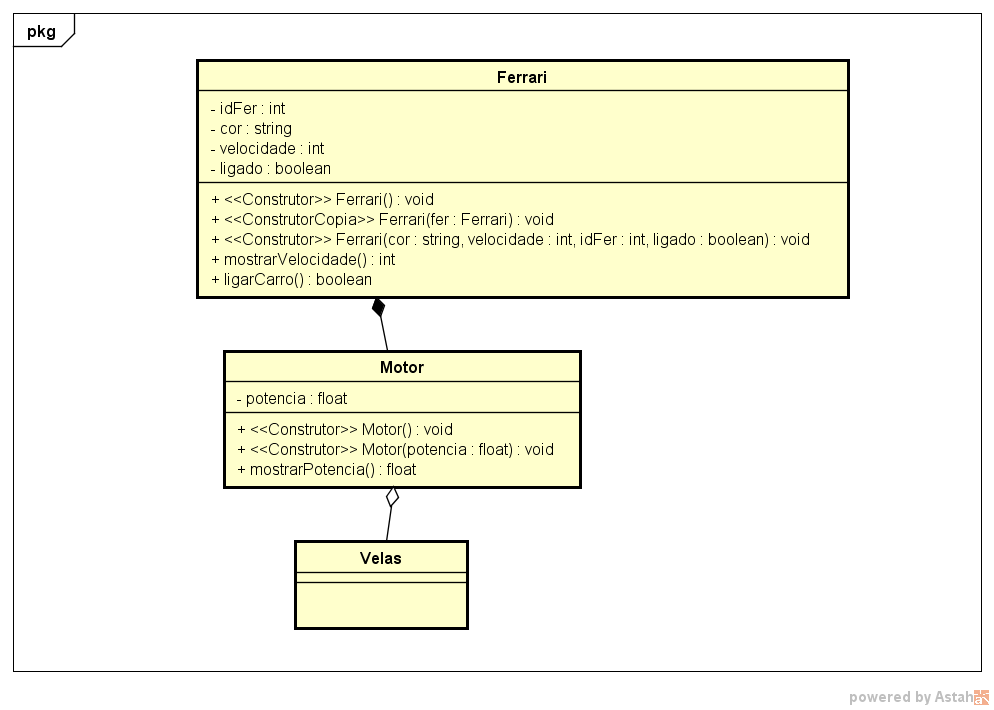 pkg
Ferrari
- idFer : int
- cor : string
- velocidade : int
- ligado : boolean
+ <<Construtor>> Ferrari() : void
+ <<ConstrutorCopia>> Ferrari(fer : Ferrari) : void
+ <<Construtor>> Ferrari(cor : string, velocidade : int, idFer : int, ligado : boolean) : void
+ mostrarVelocidade() : int
+ ligarCarro() : boolean
Motor
- potencia : float
+ <<Construtor>> Motor() : void
+ <<Construtor>> Motor(potencia : float) : void
+ mostrarPotencia() : float
Velas
powered by Astah